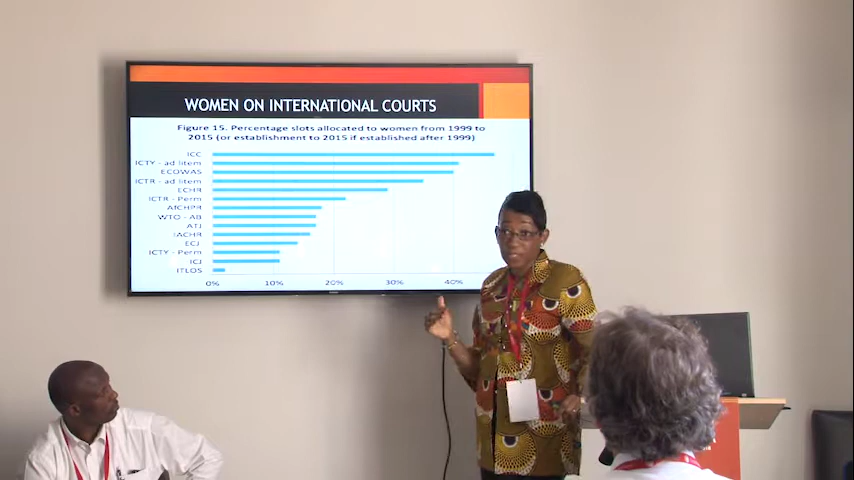 WOMEN ON INTERNATIONAL COURTS
Figure 15. Percentage slots allocated to women from 1999 to
2015 (or establishment to 2015 if established after 1999)
ICC
ICTY - ad litem
ECOWAS
ICTR - ad litem
ECHR
ICTR - Perm
AfCHPR
WTO - AB
ATJ
IACHR
ECJ
ICTY - Perm
ICJ
ITLOS
0% 10% 20% 30% 40%